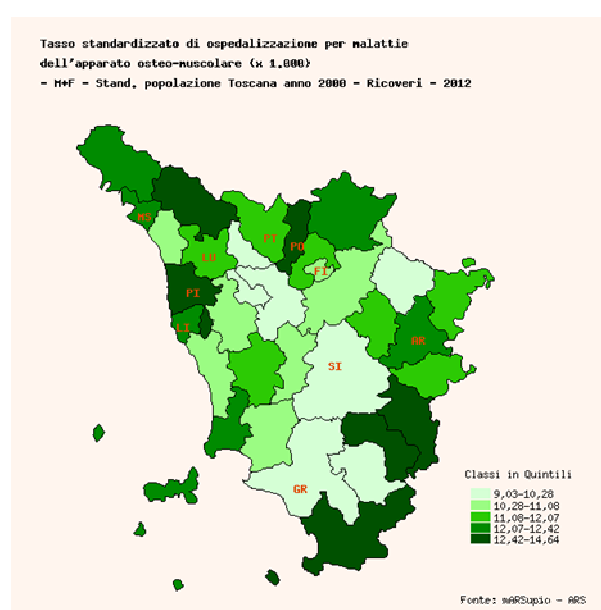 Tasso standardizzato di ospedalizzazione per malattie
dell'apparato osteo-muscolare (x 1.000)
- M+F - Stand. popolazione Toscana anno 2000 - Ricoveri - 2012
MS
PT
PO
LU
FI
PI
LI
AR
SI
GR
Classi in Quintili
9,03-10,28
10,28-11,08
11,08-12,07
12,07-12,42
12,42-14,64
Fonte: mARSupio - ARS